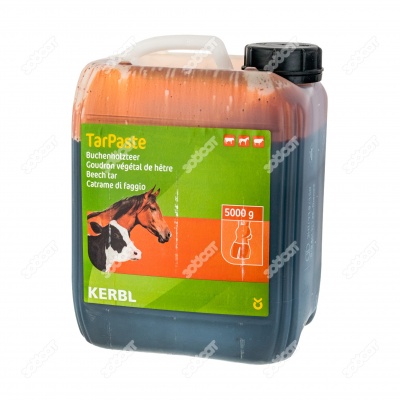 TarPaste
Buchenholzteer
Goudron végétal de hêtre
Beech tar
Catrame di faggio
5000 g
KERBL